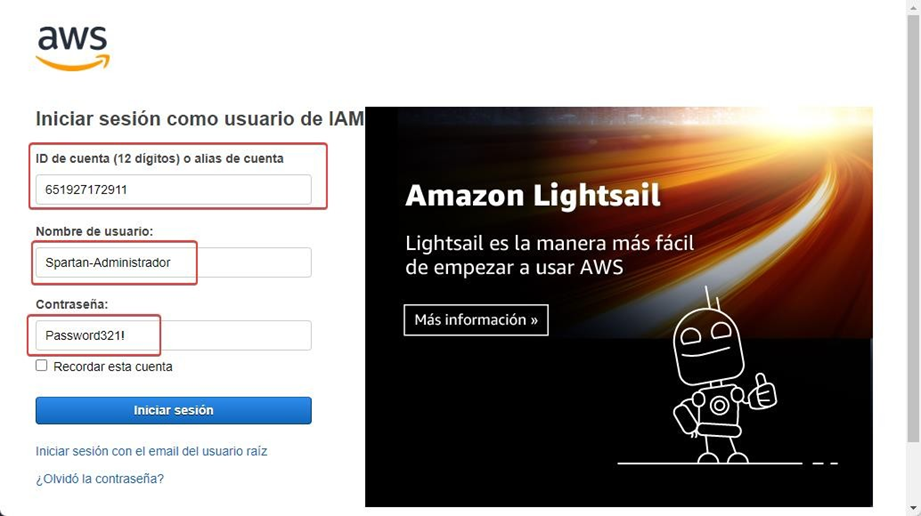 aws
Iniciar sesión como usuario de IAM
ID de cuenta (12 dígitos) o alias de cuenta
651927172911
Nombre de usuario:
Spartan-Administrador
Contraseña:
Password321!
Recordar esta cuenta
Iniciar sesión
Iniciar sesión con el email del usuario raíz
¿Olvidó la contraseña?
Amazon Lightsail
Lightsail es la manera más fácil
de empezar a usar AWS
Más información »